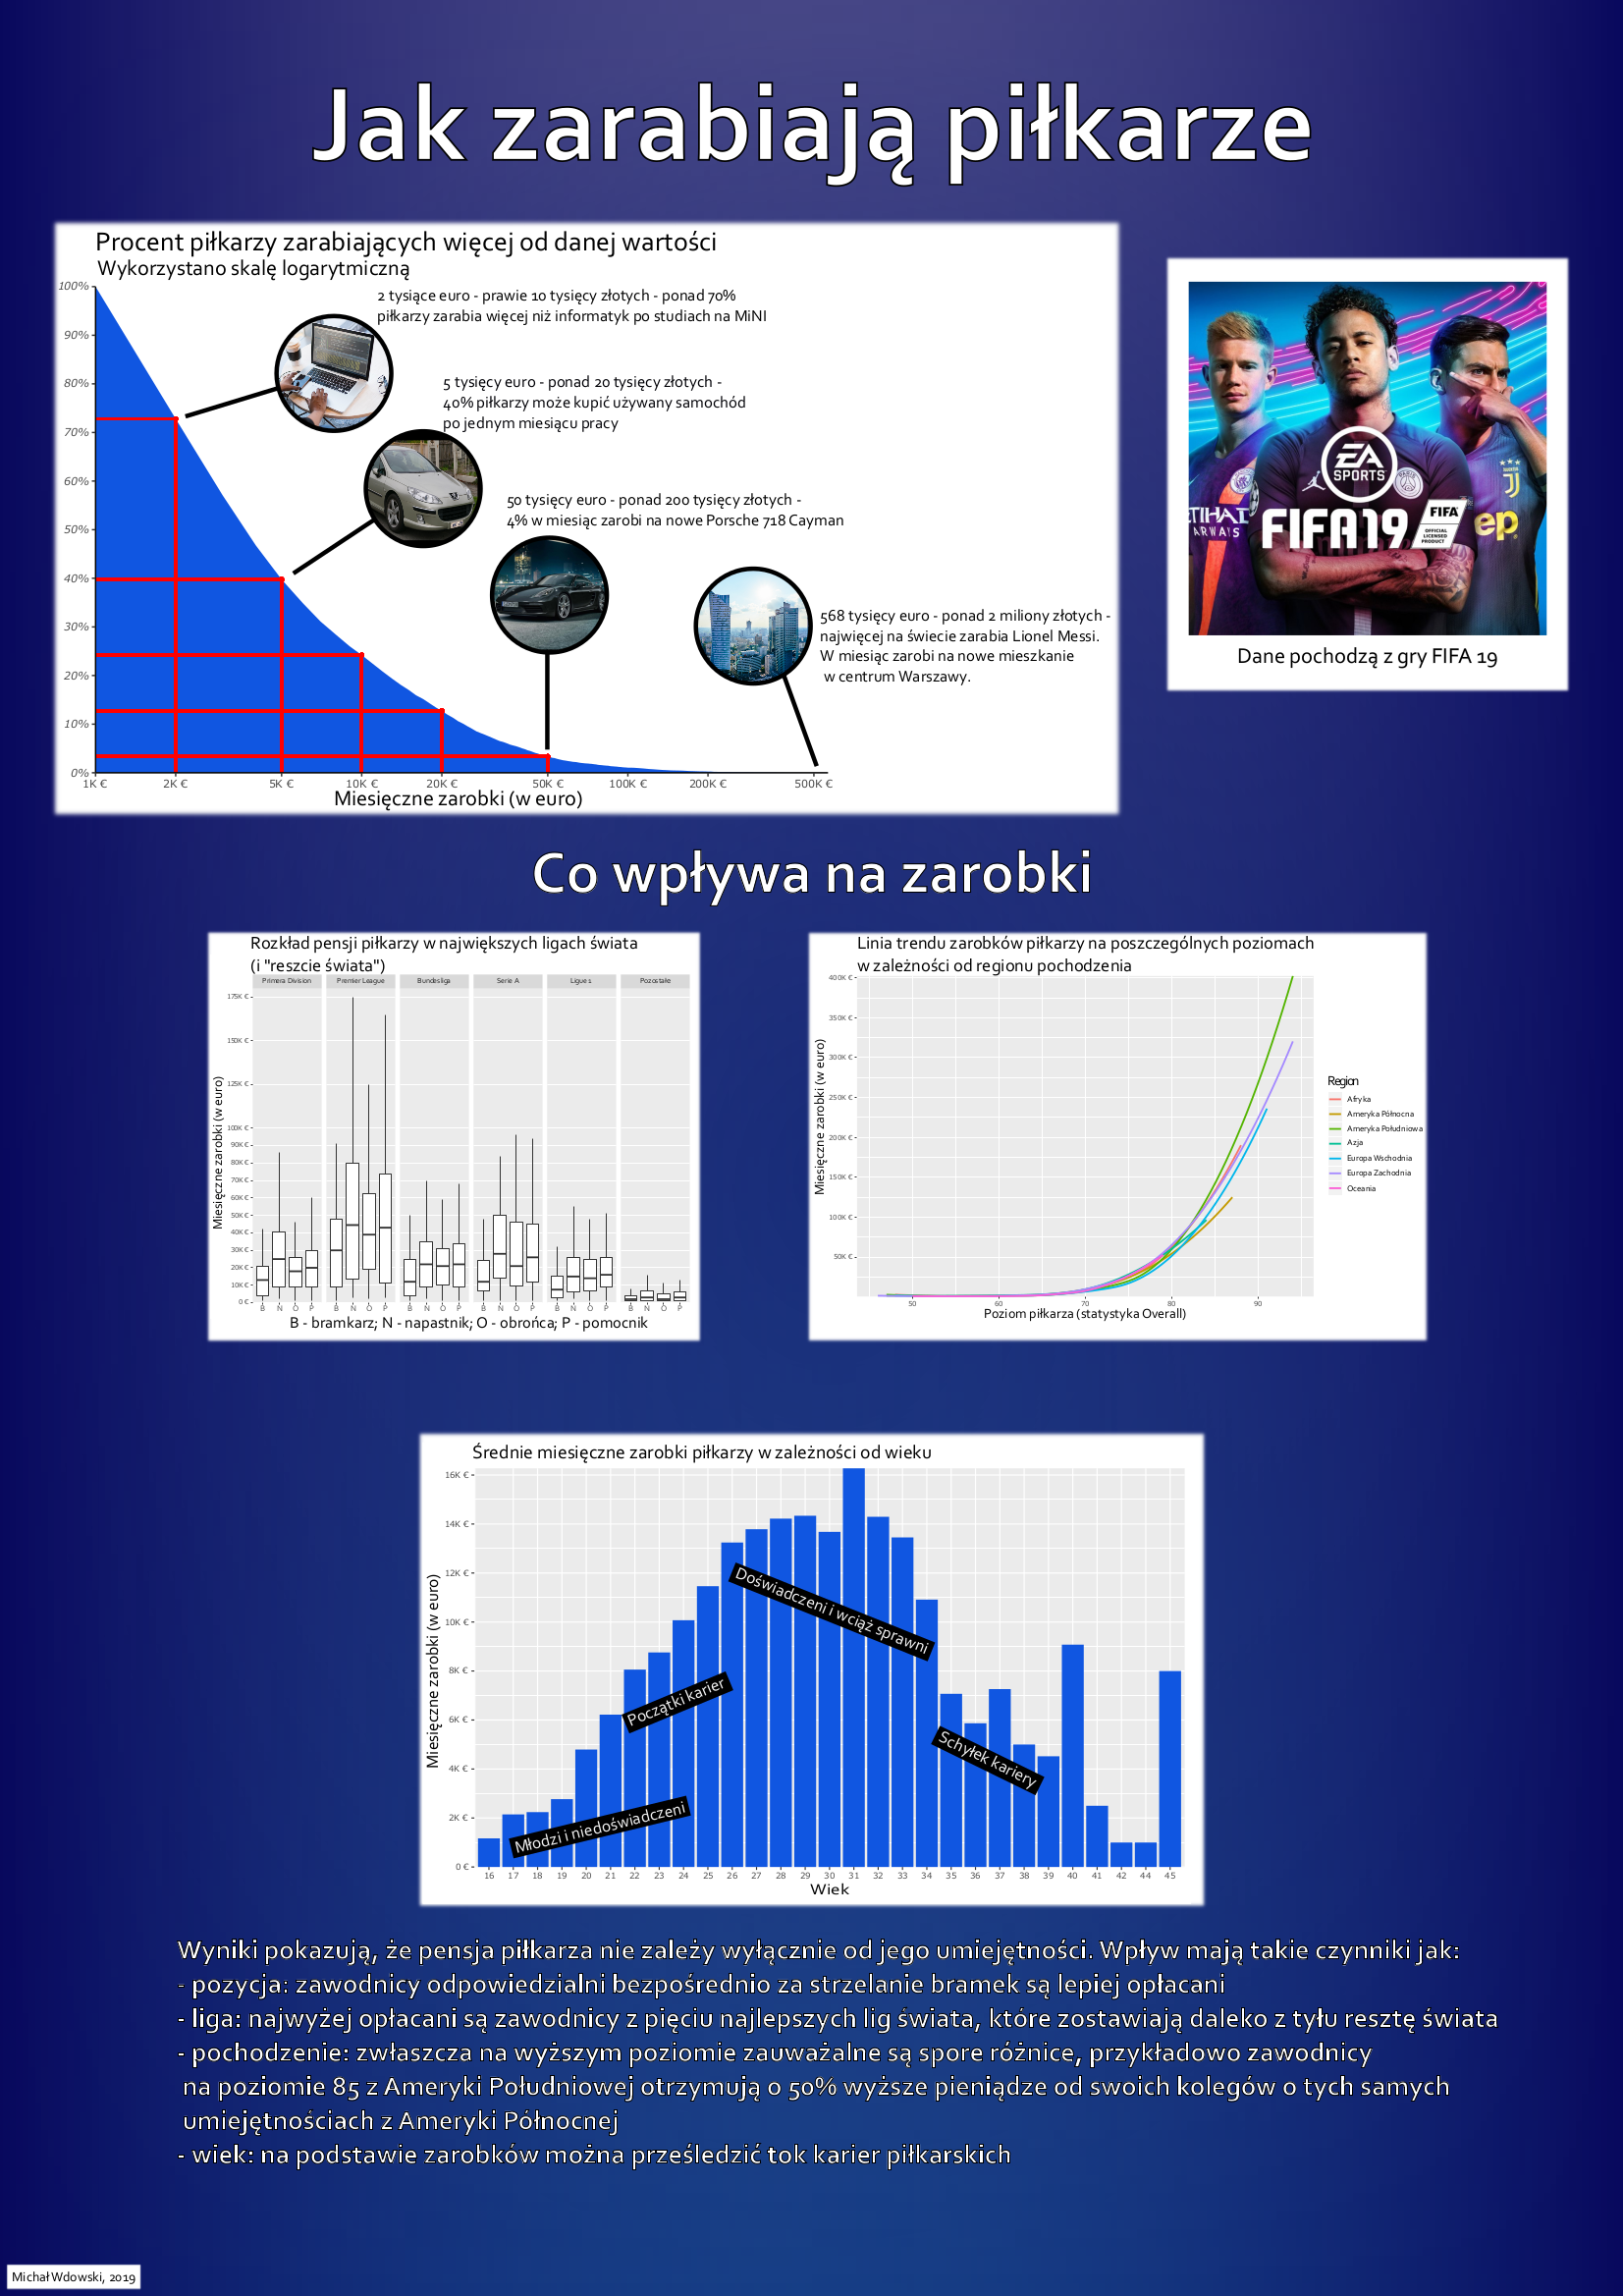 Jak zarabiają piłkarze
Procent piłkarzy zarabiających więcej od danej wartości
Wykorzystano skalę logarytmiczną
100%
90%
80%
70%
60%
50%
40%
30%
20%
10%
0%
2 tysiące euro - prawie 10 tysięcy złotych - ponad 70%
piłkarzy zarabia więcej niż informatyk po studiach na MiNI
5 tysięcy euro - ponad 20 tysięcy złotych -
40% piłkarzy może kupić używany samochód
po jednym miesiącu pracy
50 tysięcy euro - ponad 200 tysięcy złotych -
4% w miesiąc zarobi na nowe Porsche 718 Cayman
568 tysięcy euro - ponad 2 miliony złotych -
najwięcej na świecie zarabia Lionel Messi.
W miesiąc zarobi na nowe mieszkanie
w centrum Warszawy.
1K € 2K € 5K € 10K € 20K € 50K € 100K € 200K € 500K €
Miesięczne zarobki (w euro)
EA
SPORTS
TIHAD
ARWAYS
FIFA19
FIFA
OFFICIAL
LICENSED
PRODUCT
ep
Dane pochodzą z gry FIFA 19
Co wpływa na zarobki
Rozkład pensji piłkarzy w największych ligach świata
(i "reszcie świata")
Primera Division Premier League Bundesliga Serie A Ligue 1 Pozostałe
Miesięczne zarobki (w euro)
175K €
150K €
125K €
100K €
90K €
80K €
70K €
60K €
50K €
40K €
30K €
20K €
10K €
0 €
B N O P B N O P B N O P B N O P B N O P B N O P
B - bramkarz; N - napastnik; O - obrońca; P - pomocnik
Linia trendu zarobków piłkarzy na poszczególnych poziomach
w zależności od regionu pochodzenia
Miesięczne zarobki (w euro)
400K €
350K €
300K €
250K €
200K €
150K €
100K €
50K €
50 60 70 80 90
Poziom piłkarza (statystyka Overall)
Region
Afryka
Ameryka Północna
Ameryka Południowa
Azja
Europa Wschodnia
Europa Zachodnia
Oceania
Średnie miesięczne zarobki piłkarzy w zależności od wieku
Miesięczne zarobki (w euro)
16K €
14K €
12K €
10K €
8K €
6K €
4K €
2K €
0 €
Doświadczeni i wciąż sprawni
Początki karier
Schyłek kariery
Młodzi i niedoświadczeni
16 17 18 19 20 21 22 23 24 25 26 27 28 29 30 31 32 33 34 35 36 37 38 39 40 41 42 44 45
Wiek
Wyniki pokazują, że pensja piłkarza nie zależy wyłącznie od jego umiejętności. Wpływ mają takie czynniki jak:
- pozycja: zawodnicy odpowiedzialni bezpośrednio za strzelanie bramek są lepiej opłacani
- liga: najwyżej opłacani są zawodnicy z pięciu najlepszych lig świata, które zostawiają daleko z tyłu resztę świata
- pochodzenie: zwłaszcza na wyższym poziomie zauważalne są spore różnice, przykładowo zawodnicy
na poziomie 85 z Ameryki Południowej otrzymują o 50% wyższe pieniądze od swoich kolegów o tych samych
umiejętnościach z Ameryki Północnej
- wiek: na podstawie zarobków można prześledzić tok karier piłkarskich
Michał Wdowski, 2019